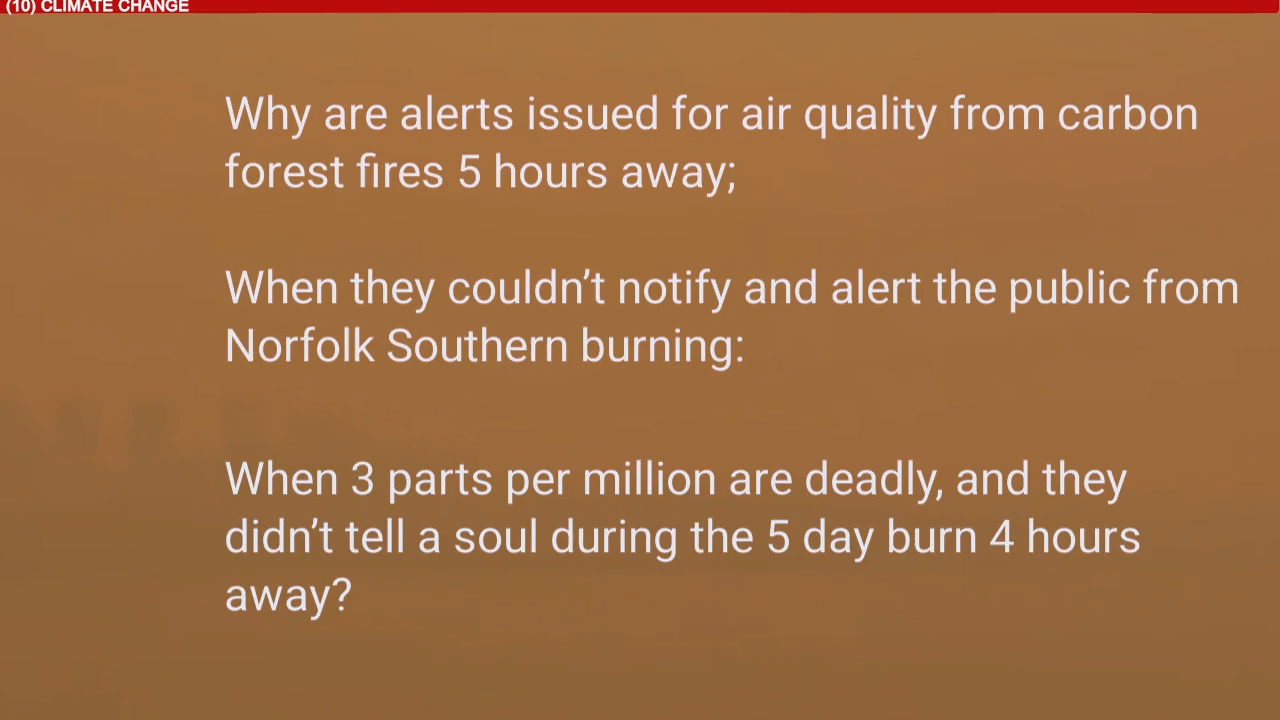 (10) CLIMATE CHANGE
Why are alerts issued for air quality from carbon
forest fires 5 hours away;
When they couldn’t notify and alert the public from
Norfolk Southern burning:
When 3 parts per million are deadly, and they
didn’t tell a soul during the 5 day burn 4 hours
away?